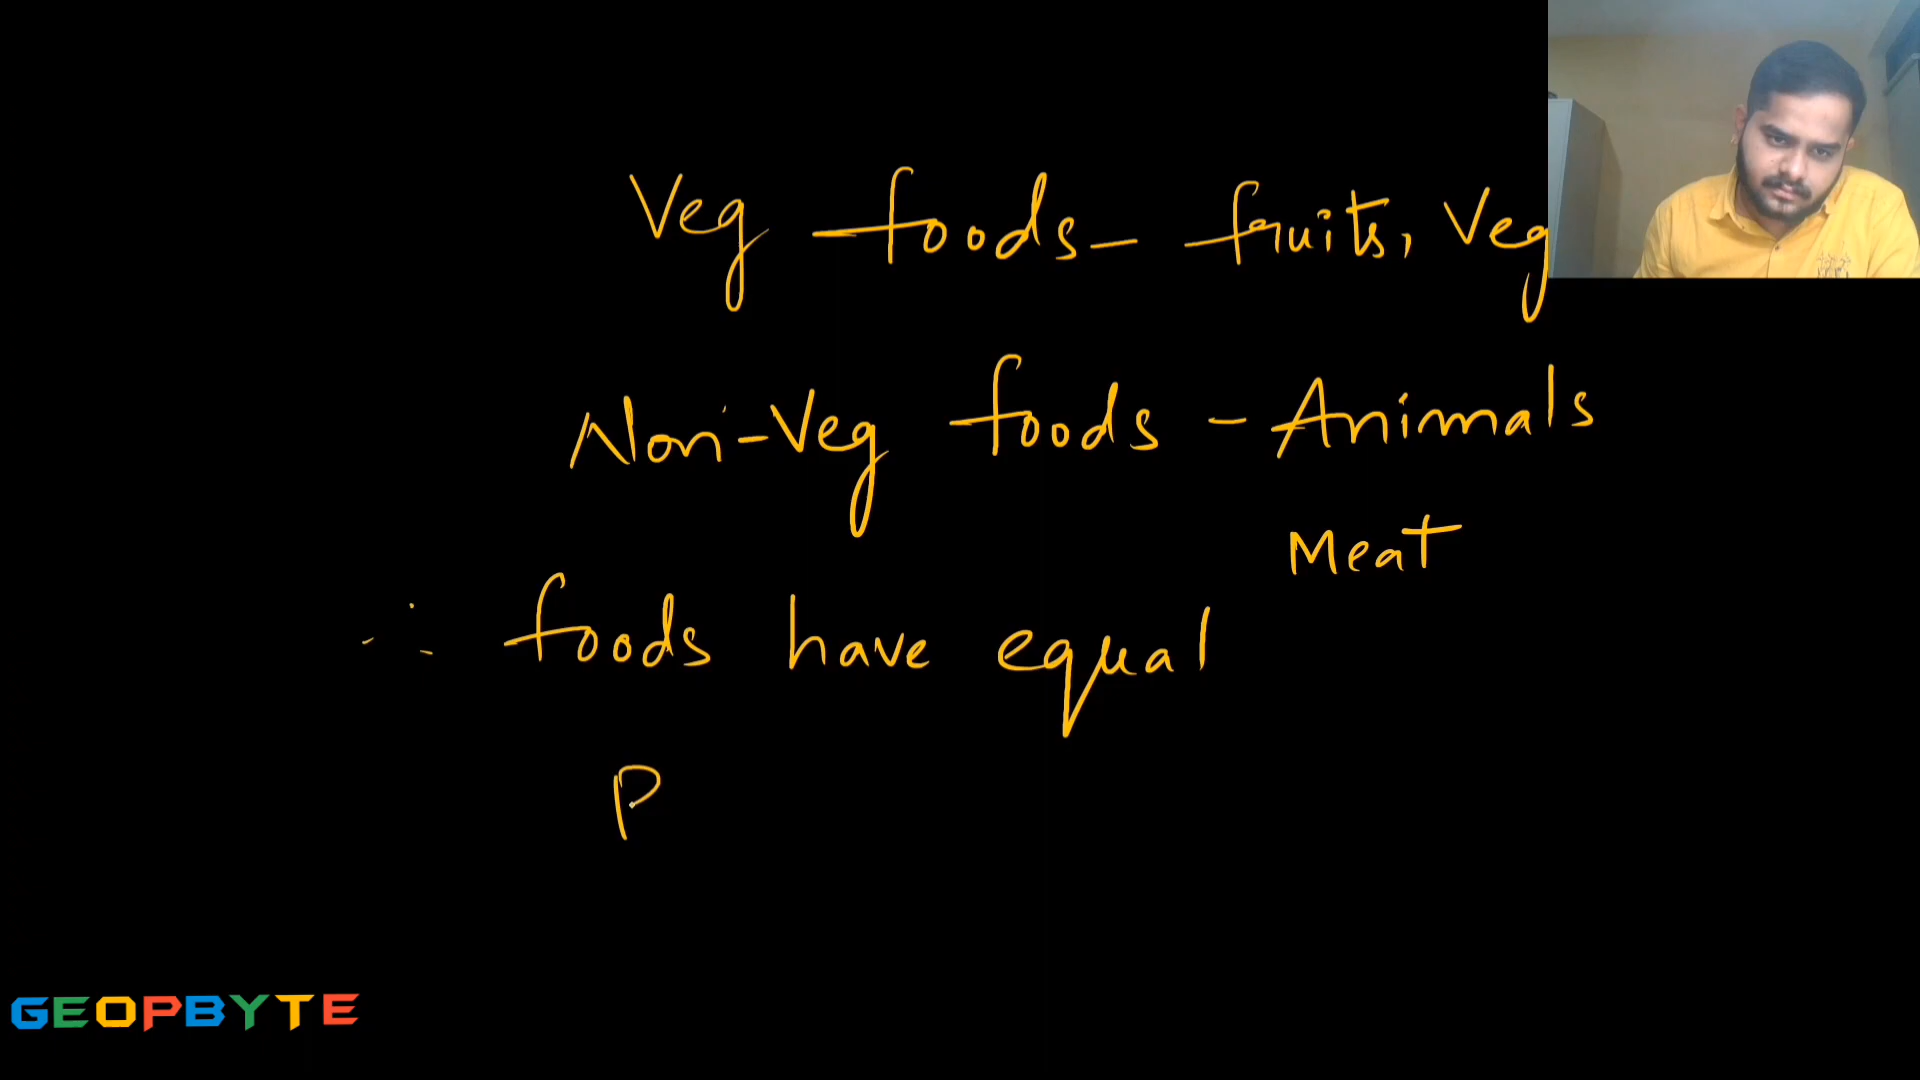 Veg foods - fruits, Veg
Non-Veg foods - Animals
Meat
∴ foods have equal
P
GEOPBYTE